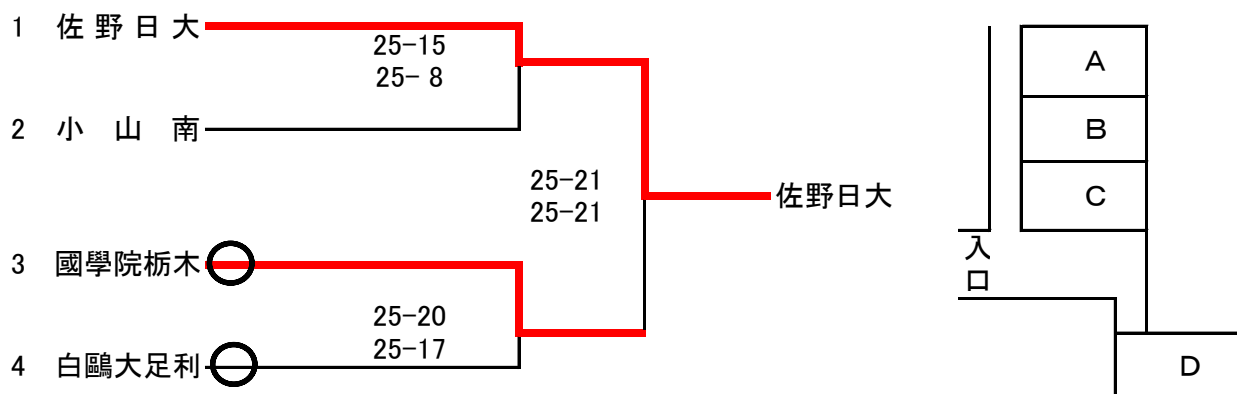 1 佐野日大
25-15
25- 8
2 小山南
25-21
25-21
佐野日大
3 國學院栃木
25-20
25-17
4 白鷗大足利
A
B
C
入口
D